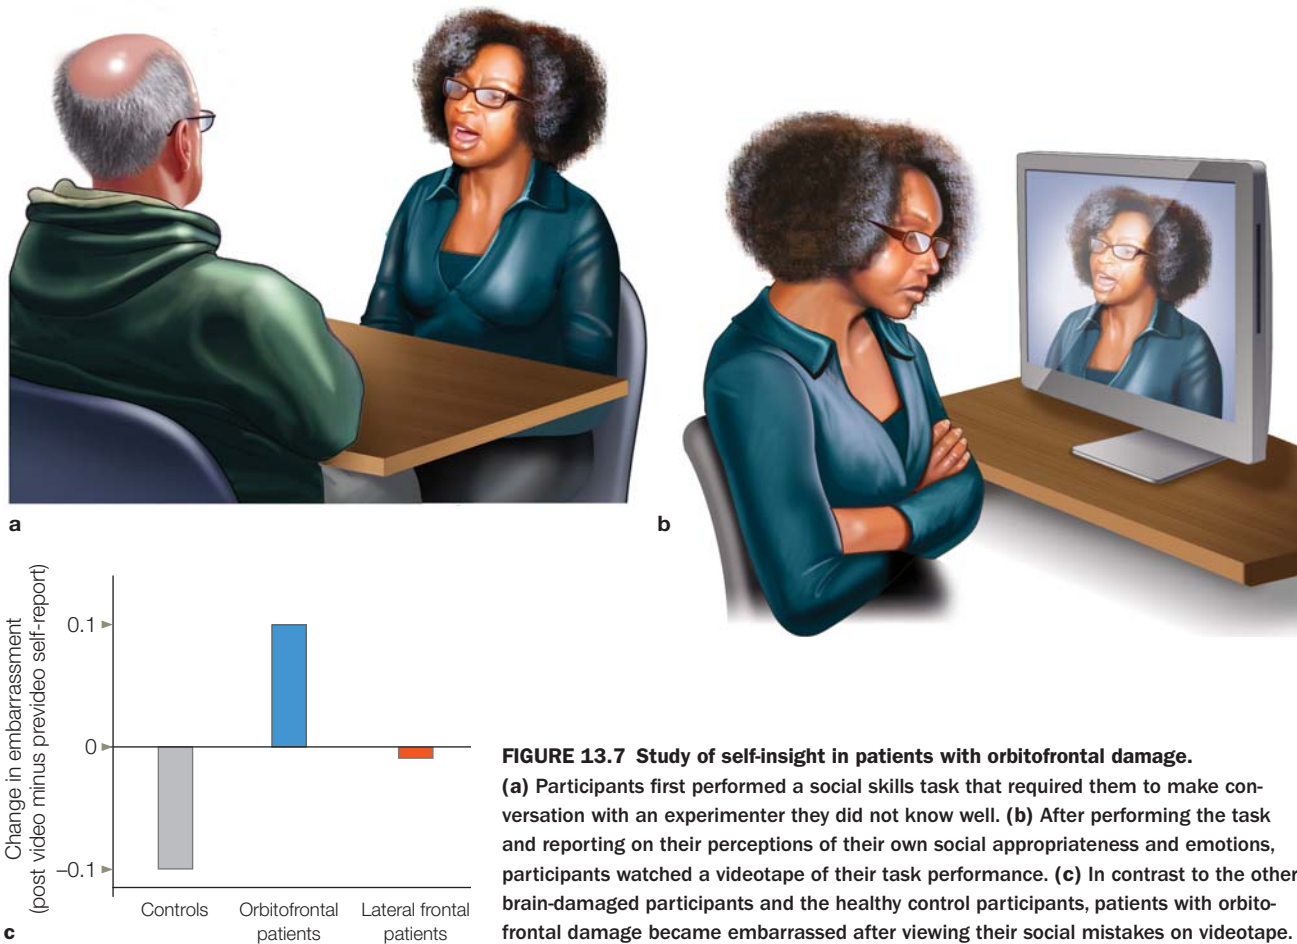 a
b
Change in embarrassment
(post video minus prevideo self-report)
0.1
0
–0.1
Controls
Orbitofrontal
patients
Lateral frontal
patients
c
FIGURE 13.7 Study of self-insight in patients with orbitofrontal damage.
(a) Participants first performed a social skills task that required them to make con-
versation with an experimenter they did not know well. (b) After performing the task
and reporting on their perceptions of their own social appropriateness and emotions,
participants watched a videotape of their task performance. (c) In contrast to the other
brain-damaged participants and the healthy control participants, patients with orbito-
frontal damage became embarrassed after viewing their social mistakes on videotape.